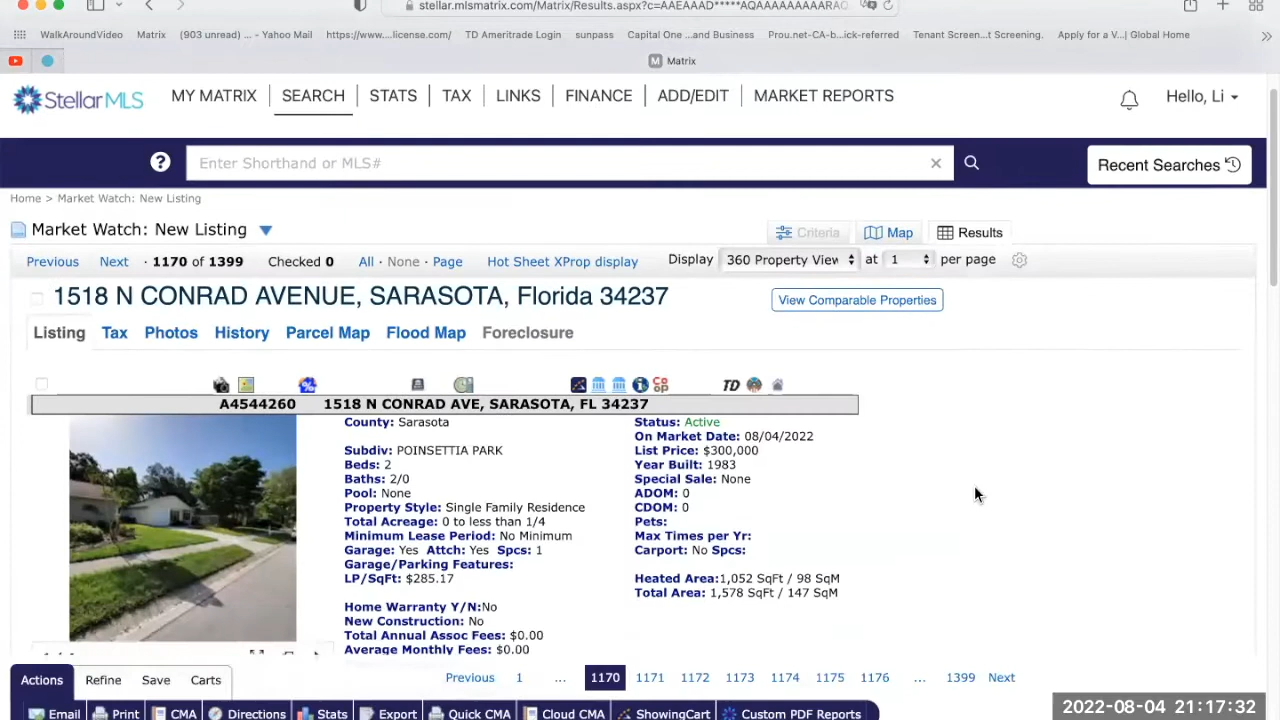 stellar.mlsmatrix.com/Matrix/Results.aspx?c=AAEAAAD*****AQAAAAAAAAARAQ
WalkAroundVideo Matrix (903 unread) ... - Yahoo Mail https://www....license.com/ TD Ameritrade Login sunpass Capital One ...and Business Prou.net-CA-b...ick-referred Tenant Screen...t Screening. Apply for a V...| Global Home
M Matrix
StellarMLS MY MATRIX SEARCH STATS TAX LINKS FINANCE ADD/EDIT MARKET REPORTS Hello, Li
? Enter Shorthand or MLS# Recent Searches
Home > Market Watch: New Listing
Market Watch: New Listing Criteria Map Results
Previous Next · 1170 of 1399 Checked 0 All · None · Page Hot Sheet XProp display Display 360 Property View at 1 per page
1518 N CONRAD AVENUE, SARASOTA, Florida 34237 View Comparable Properties
Listing Tax Photos History Parcel Map Flood Map Foreclosure
TD
A4544260 1518 N CONRAD AVE, SARASOTA, FL 34237
County: Sarasota Status: Active
On Market Date: 08/04/2022
Subdiv: POINSETTIA PARK List Price: $300,000
Beds: 2 Year Built: 1983
Baths: 2/0 Special Sale: None
Pool: None ADOM: 0
Property Style: Single Family Residence CDOM: 0
Total Acreage: 0 to less than 1/4 Pets:
Minimum Lease Period: No Minimum Max Times per Yr:
Garage: Yes Attch: Yes Spcs: 1 Carport: No Spcs:
Garage/Parking Features:
LP/SqFt: $285.17 Heated Area:1,052 SqFt / 98 SqM
Total Area: 1,578 SqFt / 147 SqM
Home Warranty Y/N:No
New Construction: No
Total Annual Assoc Fees: $0.00
Average Monthly Fees: $0.00
Actions Refine Save Carts Previous 1 ... 1170 1171 1172 1173 1174 1175 1176 ... 1399 Next
Email Print CMA Directions Stats Export Quick CMA Cloud CMA ShowingCart Custom PDF Reports
2022-08-04 21:17:32